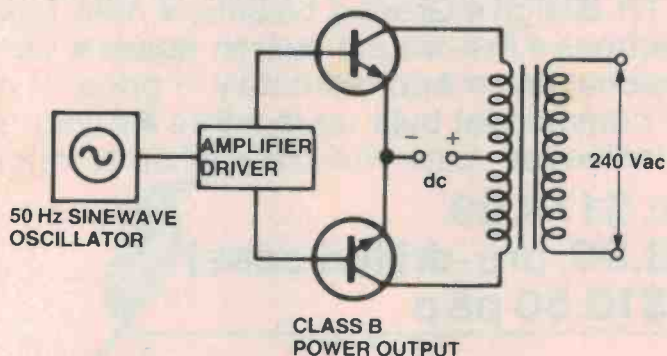 AMPLIFIER
DRIVER
50 Hz SINEWAVE
OSCILLATOR
− +
dc
240 Vac
CLASS B
POWER OUTPUT